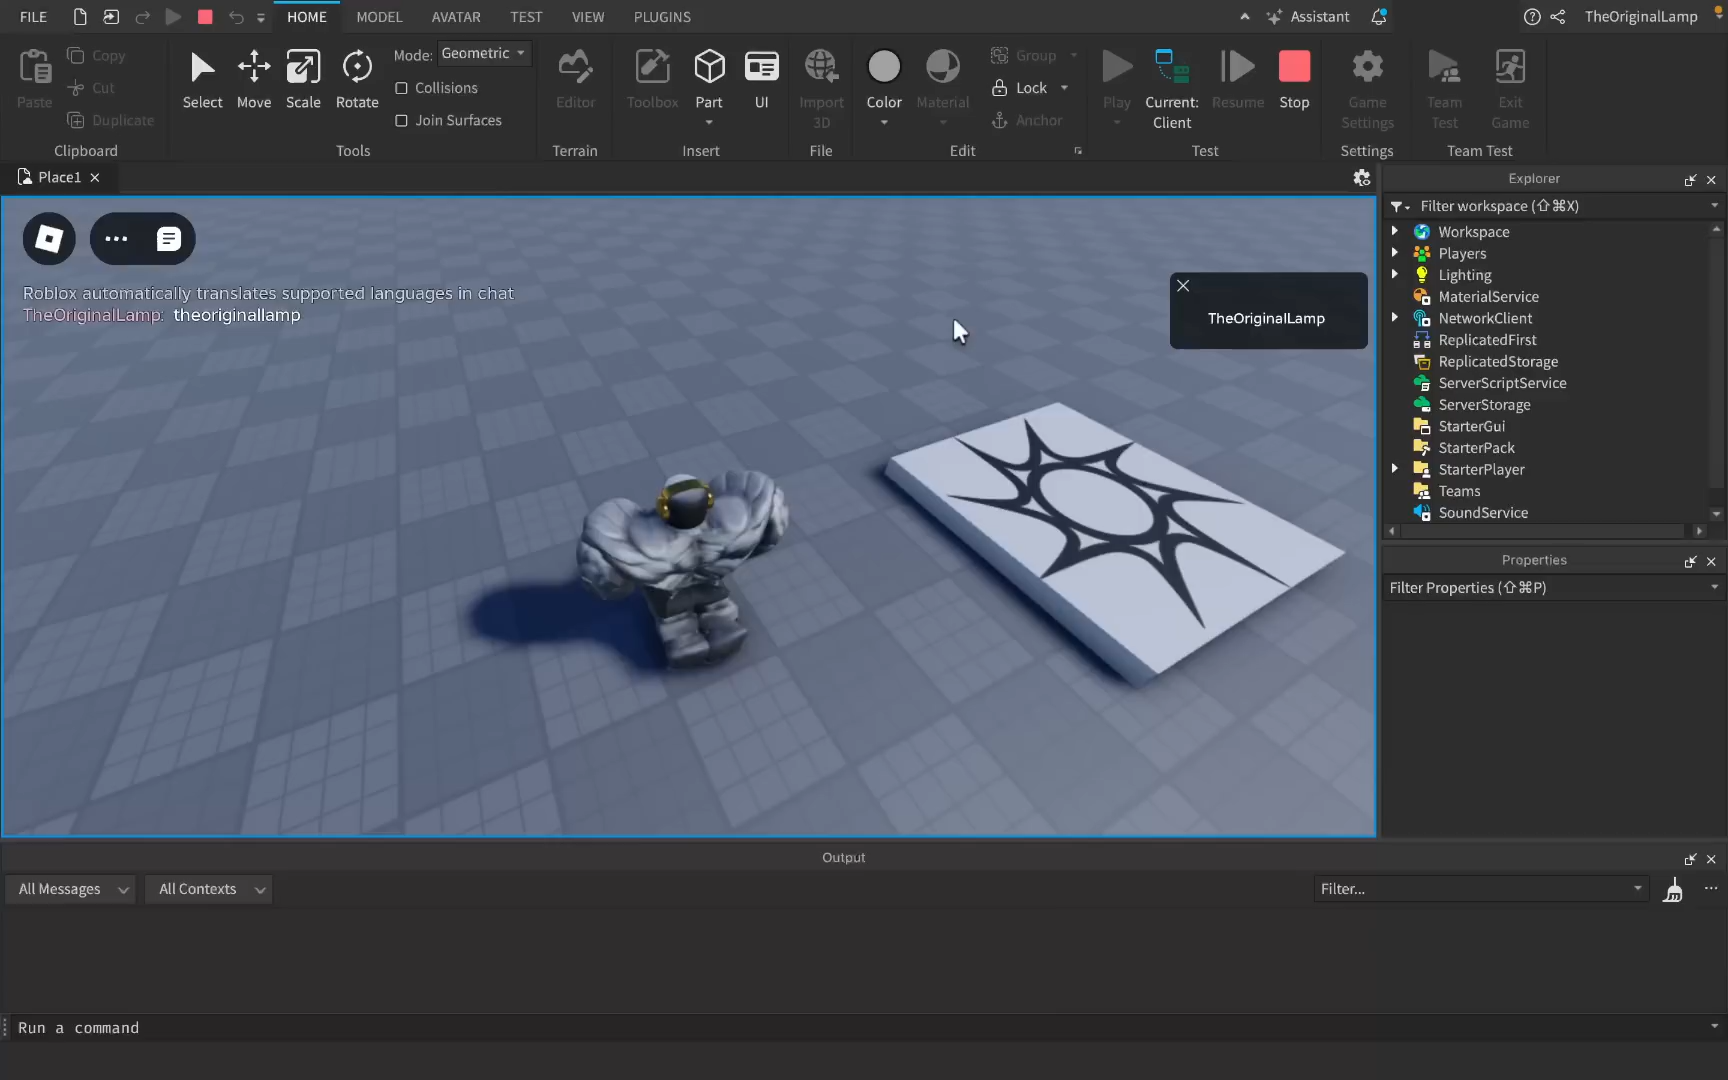 FILE HOME MODEL AVATAR TEST VIEW PLUGINS Assistant TheOriginalLamp
Paste Copy Cut Duplicate
Clipboard
Select Move Scale Rotate
Mode: Geometric
Collisions
Join Surfaces
Tools
Editor
Terrain
Toolbox Part UI
Insert
Import
3D
File
Color Material
Group
Lock
Anchor
Edit
Play Current:
Client
Resume Stop
Test
Game
Settings
Settings
Team
Test
Exit
Game
Team Test
Place1
Roblox automatically translates supported languages in chat
TheOriginalLamp: theoriginallamp
TheOriginalLamp
Explorer
Filter workspace (⇧⌘X)
Workspace
Players
Lighting
MaterialService
NetworkClient
ReplicatedFirst
ReplicatedStorage
ServerScriptService
ServerStorage
StarterGui
StarterPack
StarterPlayer
Teams
SoundService
Properties
Filter Properties (⇧⌘P)
Output
All Messages All Contexts Filter...
Run a command